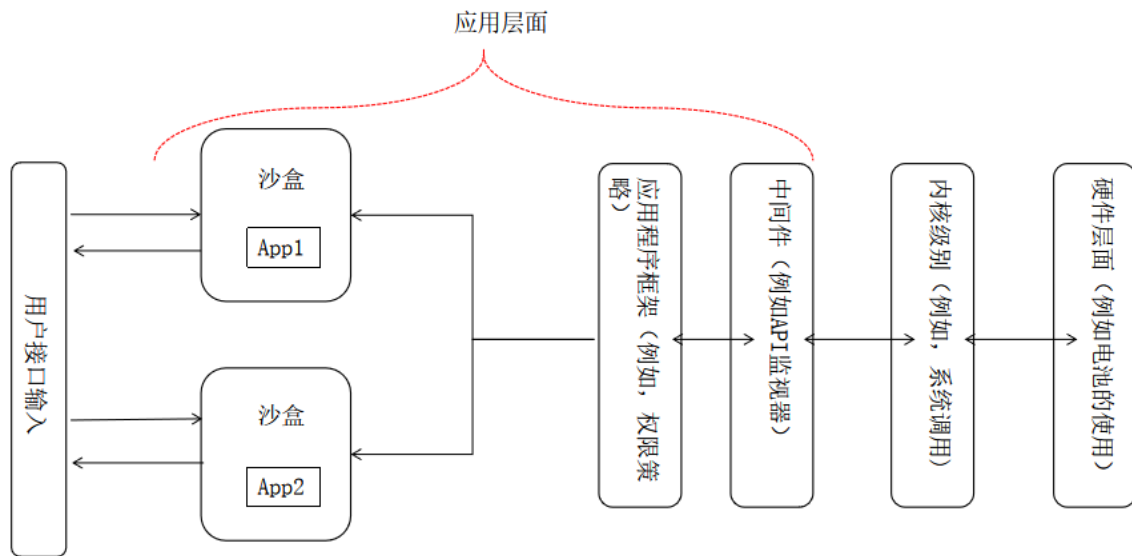 应用层面
用户接口输入
沙盒
App1
沙盒
App2
应用程序框架（例如，权限策
略）
中间件（例如API监视器）
内核级别（例如，系统调用）
硬件层面（例如电池的使用）